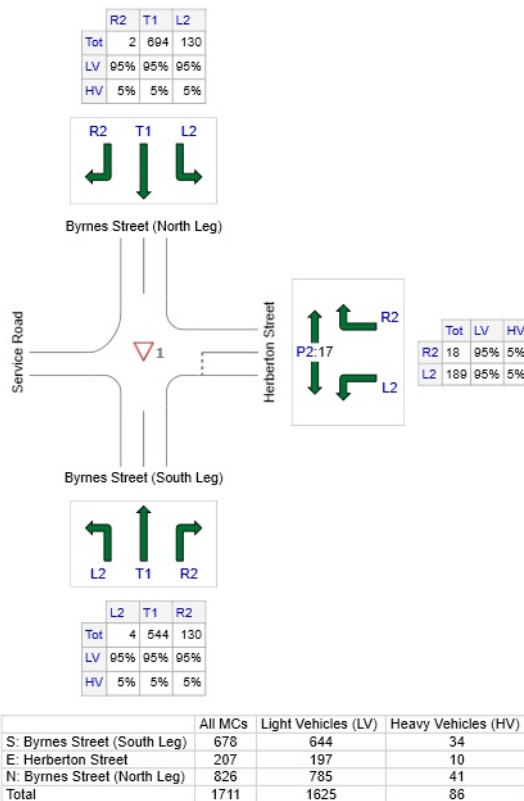 R2 T1 L2
Tot 2 694 130
LV 95% 95% 95%
HV 5% 5% 5%
R2 T1 L2
Byrnes Street (North Leg)
Service Road
1
Herberton Street
R2
P2:17
L2
Tot LV HV
R2 18 95% 5%
L2 189 95% 5%
Byrnes Street (South Leg)
L2 T1 R2
L2 T1 R2
Tot 4 544 130
LV 95% 95% 95%
HV 5% 5% 5%
All MCs Light Vehicles (LV) Heavy Vehicles (HV)
S: Byrnes Street (South Leg) 678 644 34
E: Herberton Street 207 197 10
N: Byrnes Street (North Leg) 826 785 41
Total 1711 1625 86